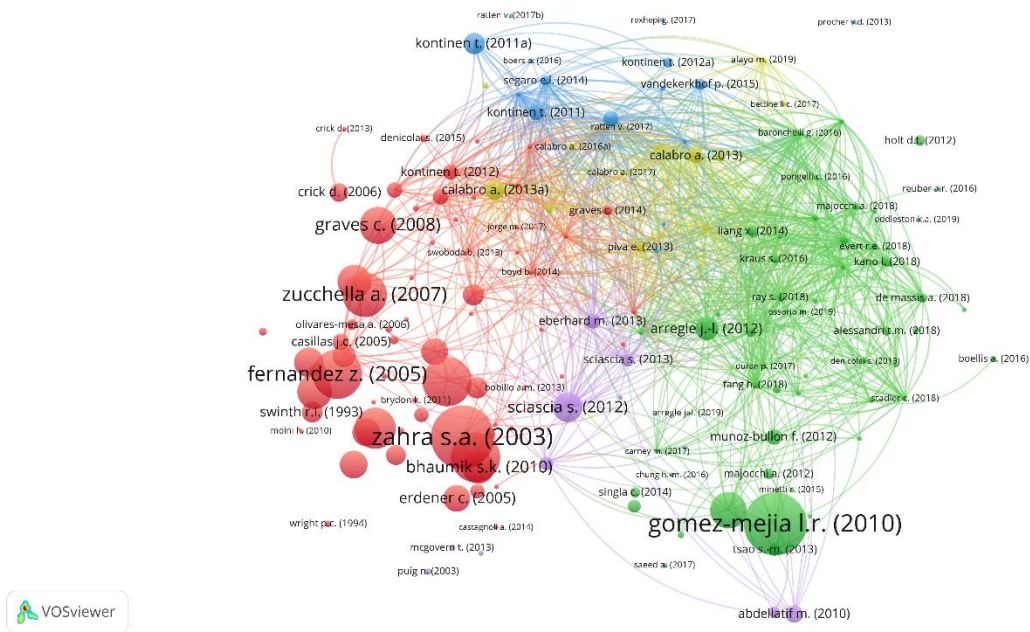 ratten v. (2017b)
rexhepi g. (2017)
procher v.d. (2013)
kontinen t. (2011a)
boers a. (2016)
kontinen t. (2012a)
alayo m. (2019)
segaro e.l. (2014)
vandekerkhof p. (2015)
bettinelli c. (2017)
kontinen t. (2011)
crick d. (2013)
denicolai s. (2015)
ratten v. (2017)
baronchelli g. (2016)
holt d.t. (2012)
calabro a. (2016a)
calabro a. (2013)
kontinen t. (2012)
calabro a. (2017)
pongelli c. (2016)
crick d. (2006)
calabro a. (2013a)
reuber a.r. (2016)
graves c. (2008)
graves c. (2014)
majocchi a. (2018)
jorge m. (2017)
liang x. (2014)
eddleston k.a. (2019)
swoboda b. (2013)
piva e. (2013)
evert r.e. (2018)
kraus s. (2016)
kano l. (2018)
boyd b. (2014)
zucchella a. (2007)
ray s. (2018)
de massis a. (2018)
ossorio m. (2019)
olivares-mesa a. (2006)
eberhard m. (2013)
arregle j.-l. (2012)
alessandri t.m. (2018)
casillas j.c. (2005)
sciascia s. (2013)
duran p. (2017)
den colai s. (2013)
boellis a. (2016)
fernandez z. (2005)
bobillo a.m. (2013)
fang h. (2018)
brydon k. (2011)
stadler c. (2018)
swinth r.l. (1993)
sciascia s. (2012)
arregle j-l. (2019)
moini h. (2010)
zahra s.a. (2003)
munoz-bullon f. (2012)
carney m. (2017)
bhaumik s.k. (2010)
chung h.-m. (2016)
majocchi a. (2012)
erdener c. (2005)
singla c. (2014)
minetti r. (2015)
wright p.c. (1994)
castagnoli a. (2014)
gomez-mejia l.r. (2010)
mcgovern t. (2013)
tsao s.-m. (2013)
puig n. (2003)
saeed a. (2017)
abdellatif m. (2010)
VOSviewer